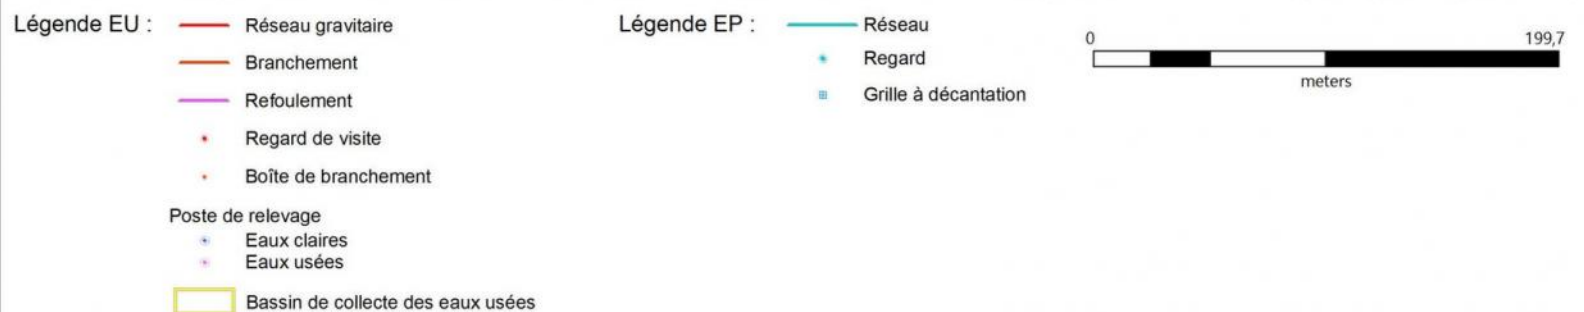 Légende EU :
Réseau gravitaire
Branchement
Refoulement
Regard de visite
Boîte de branchement
Poste de relevage
Eaux claires
Eaux usées
Bassin de collecte des eaux usées
Légende EP :
Réseau
Regard
Grille à décantation
0 199,7
meters